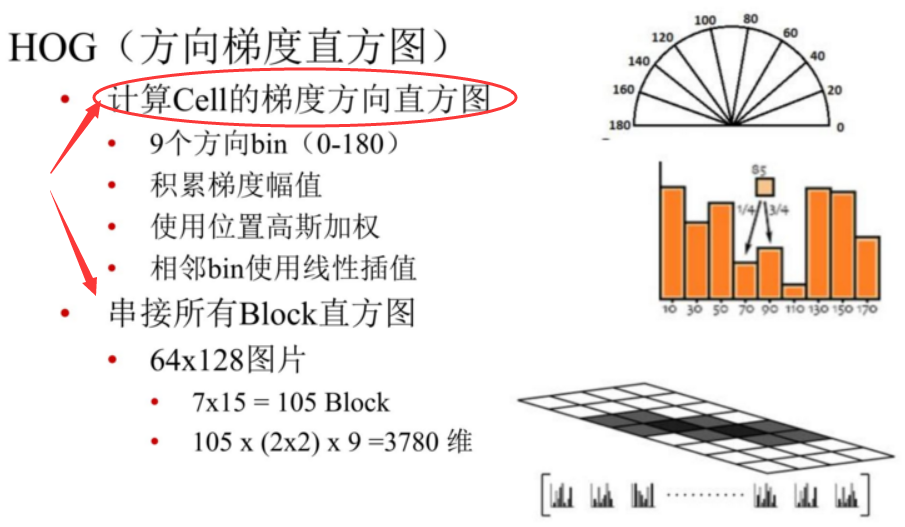 HOG（方向梯度直方图）
• 计算Cell的梯度方向直方图
• 9个方向bin（0-180）
• 积累梯度幅值
• 使用位置高斯加权
• 相邻bin使用线性插值
• 串接所有Block直方图
• 64x128图片
• 7x15 = 105 Block
• 105 x (2x2) x 9 =3780 维
100 80
120 60
140 40
160 20
180 0
85
1/4 3/4
10 30 50 70 90 110 130 150 170